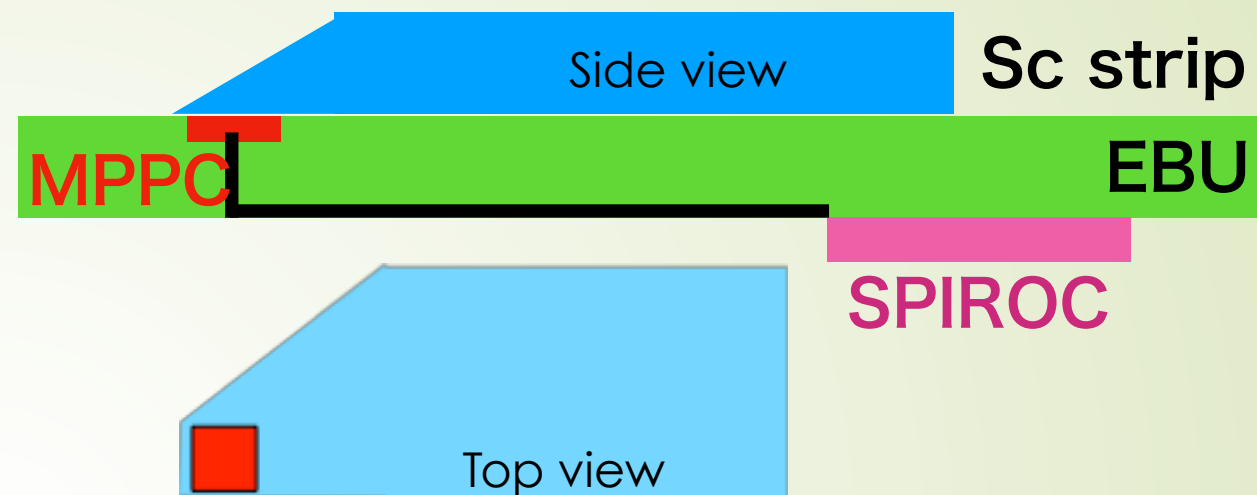 Side view
Sc strip
MPPC
EBU
SPIROC
Top view